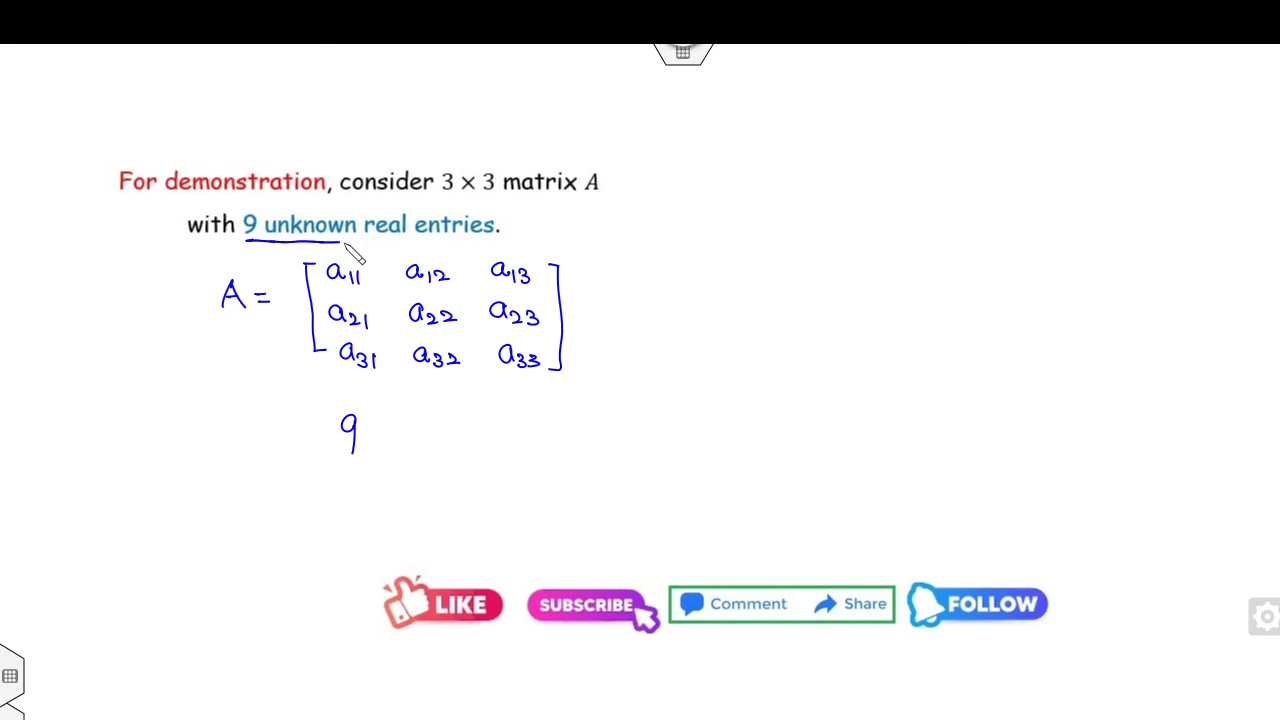 For demonstration, consider 3 × 3 matrix A
with 9 unknown real entries.
A = [ a11 a12 a13
a21 a22 a23
a31 a32 a33 ]
9
LIKE SUBSCRIBE Comment Share FOLLOW